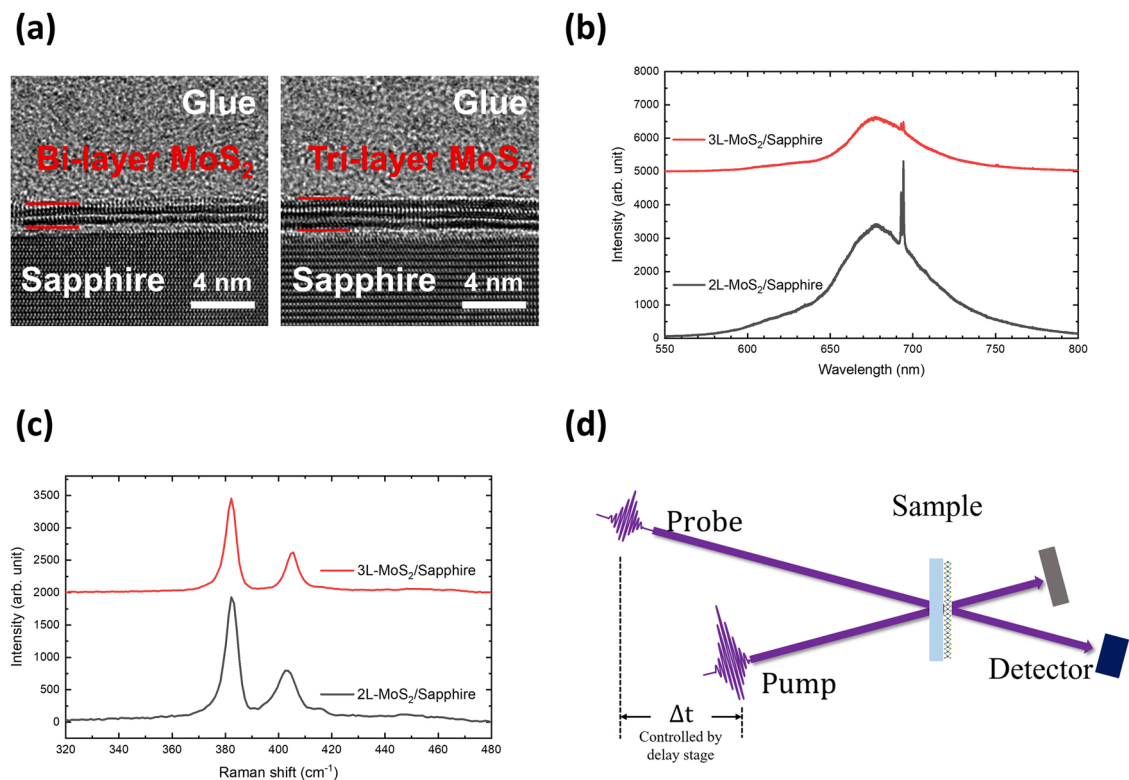 (a)
Glue
Bi-layer MoS₂
Sapphire
4 nm
Glue
Tri-layer MoS₂
Sapphire
4 nm
(b)
8000
7000
6000
5000
4000
3000
2000
1000
0
550
600
650
700
750
800
Intensity (arb. unit)
Wavelength (nm)
3L-MoS₂/Sapphire
2L-MoS₂/Sapphire
(c)
3500
3000
2500
2000
1500
1000
500
0
320
340
360
380
400
420
440
460
480
Intensity (arb. unit)
Raman shift (cm⁻¹)
3L-MoS₂/Sapphire
2L-MoS₂/Sapphire
(d)
Probe
Sample
Pump
Detector
Δt
Controlled by
delay stage